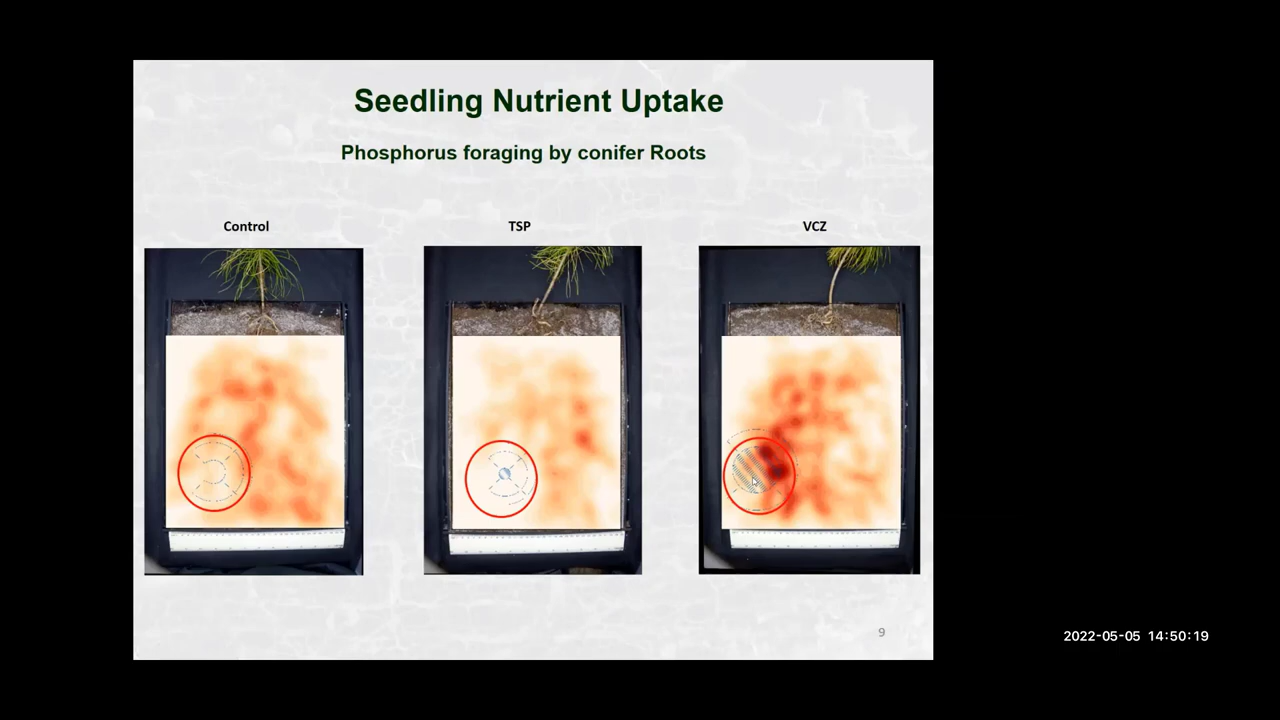 Seedling Nutrient Uptake
Phosphorus foraging by conifer Roots
Control
TSP
VCZ
9
2022-05-05 14:50:19